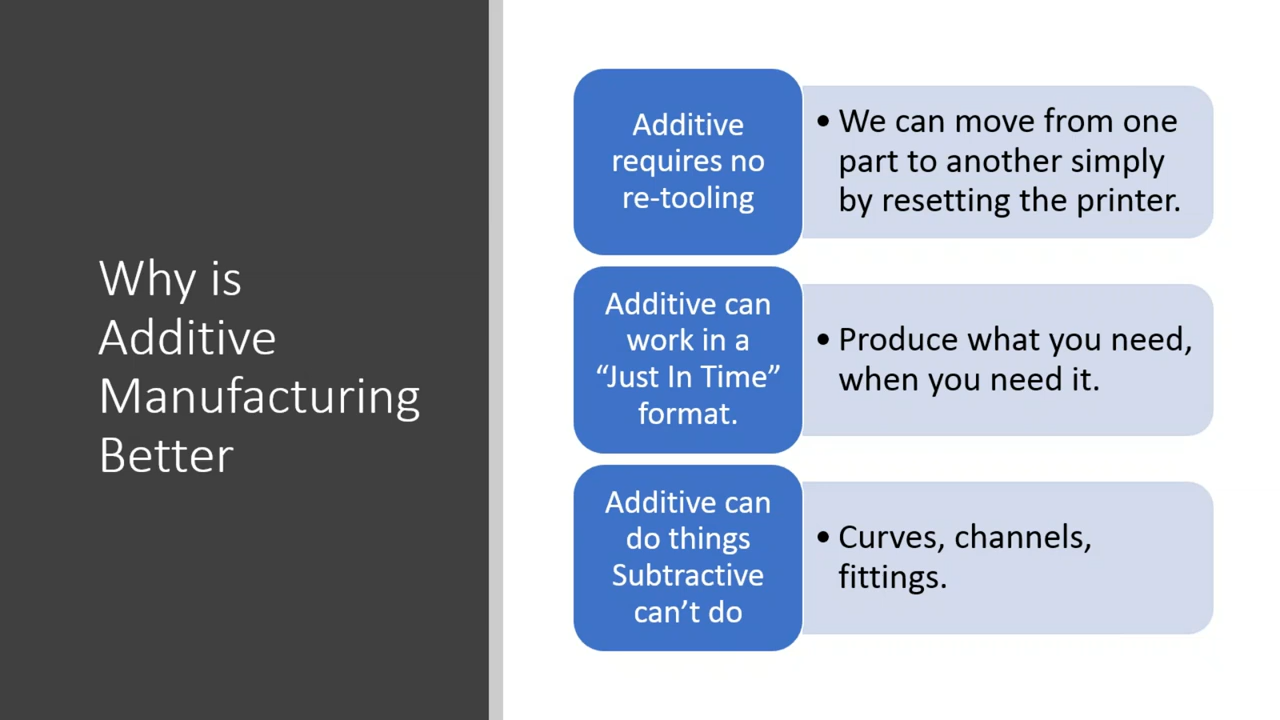 Why is
Additive
Manufacturing
Better
Additive
requires no
re-tooling
• We can move from one
part to another simply
by resetting the printer.
Additive can
work in a
“Just In Time”
format.
• Produce what you need,
when you need it.
Additive can
do things
Subtractive
can’t do
• Curves, channels,
fittings.